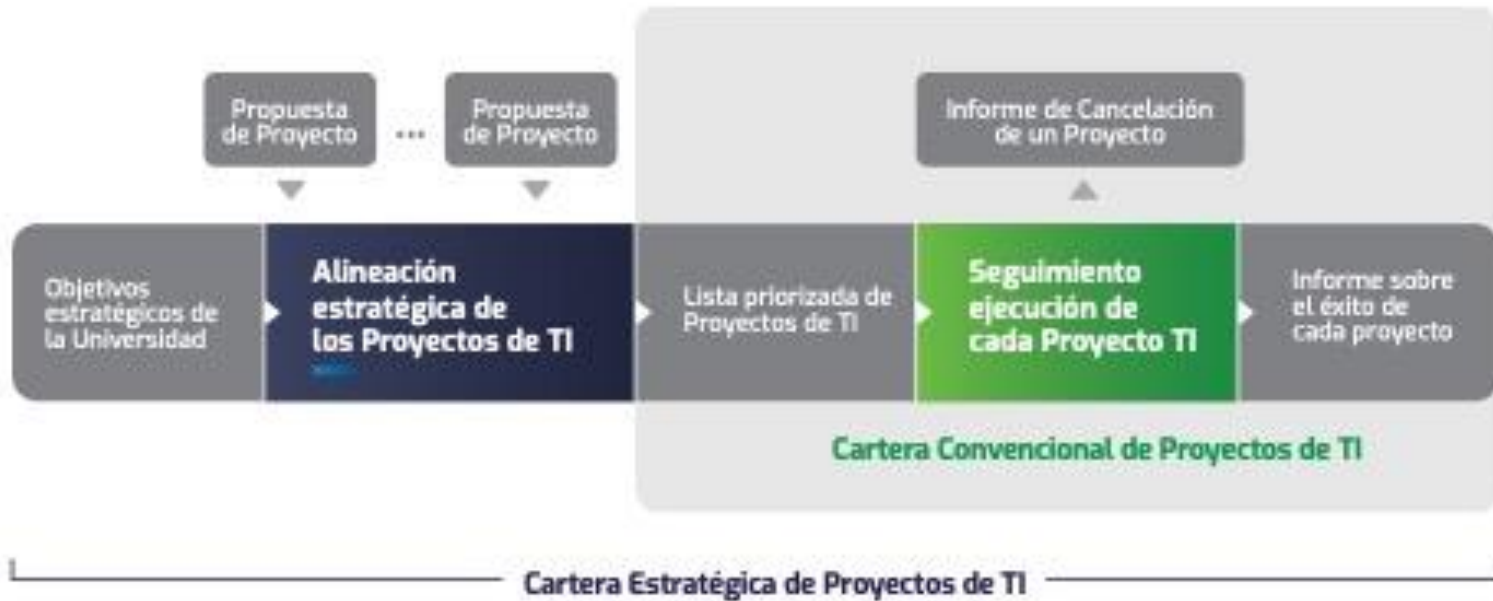 Propuesta
de Proyecto
...
Propuesta
de Proyecto
Informe de Cancelación
de un Proyecto
Objetivos
estratégicos de
la Universidad
Alineación
estratégica de
los Proyectos de TI
Lista priorizada de
Proyectos de TI
Seguimiento
ejecución de
cada Proyecto TI
Informe sobre
el éxito de
cada proyecto
Cartera Convencional de Proyectos de TI
Cartera Estratégica de Proyectos de TI